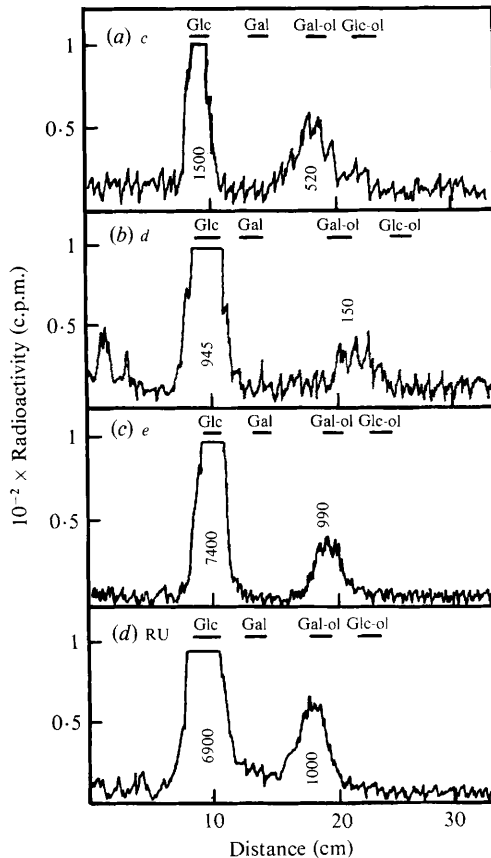 Glc Gal Gal-ol Glc-ol
(a) c
1
0·5
1500
520
Glc Gal Gal-ol Glc-ol
(b) d
1
0·5
945
150
Glc Gal Gal-ol Glc-ol
(c) e
1
0·5
7400
990
Glc Gal Gal-ol Glc-ol
(d) RU
1
0·5
6900
1000
0
10 20 30
Distance (cm)
10⁻² × Radioactivity (c.p.m.)